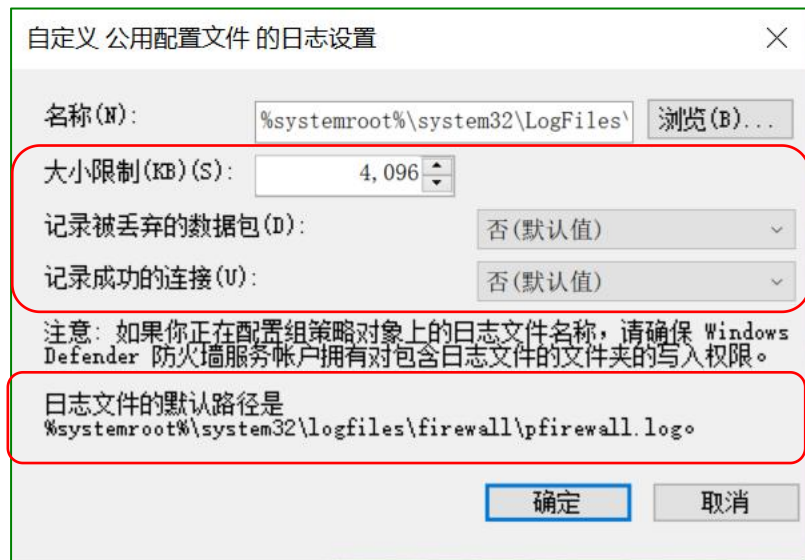 自定义 公用配置文件 的日志设置
名称(N):
%systemroot%\system32\LogFiles\
浏览(B)...
大小限制(KB)(S):
4,096
记录被丢弃的数据包(D):
否(默认值)
记录成功的连接(U):
否(默认值)
注意: 如果你正在配置组策略对象上的日志文件名称，请确保 Windows
Defender 防火墙服务帐户拥有对包含日志文件的文件夹的写入权限。
日志文件的默认路径是
%systemroot%\system32\logfiles\firewall\pfirewall.log。
确定
取消